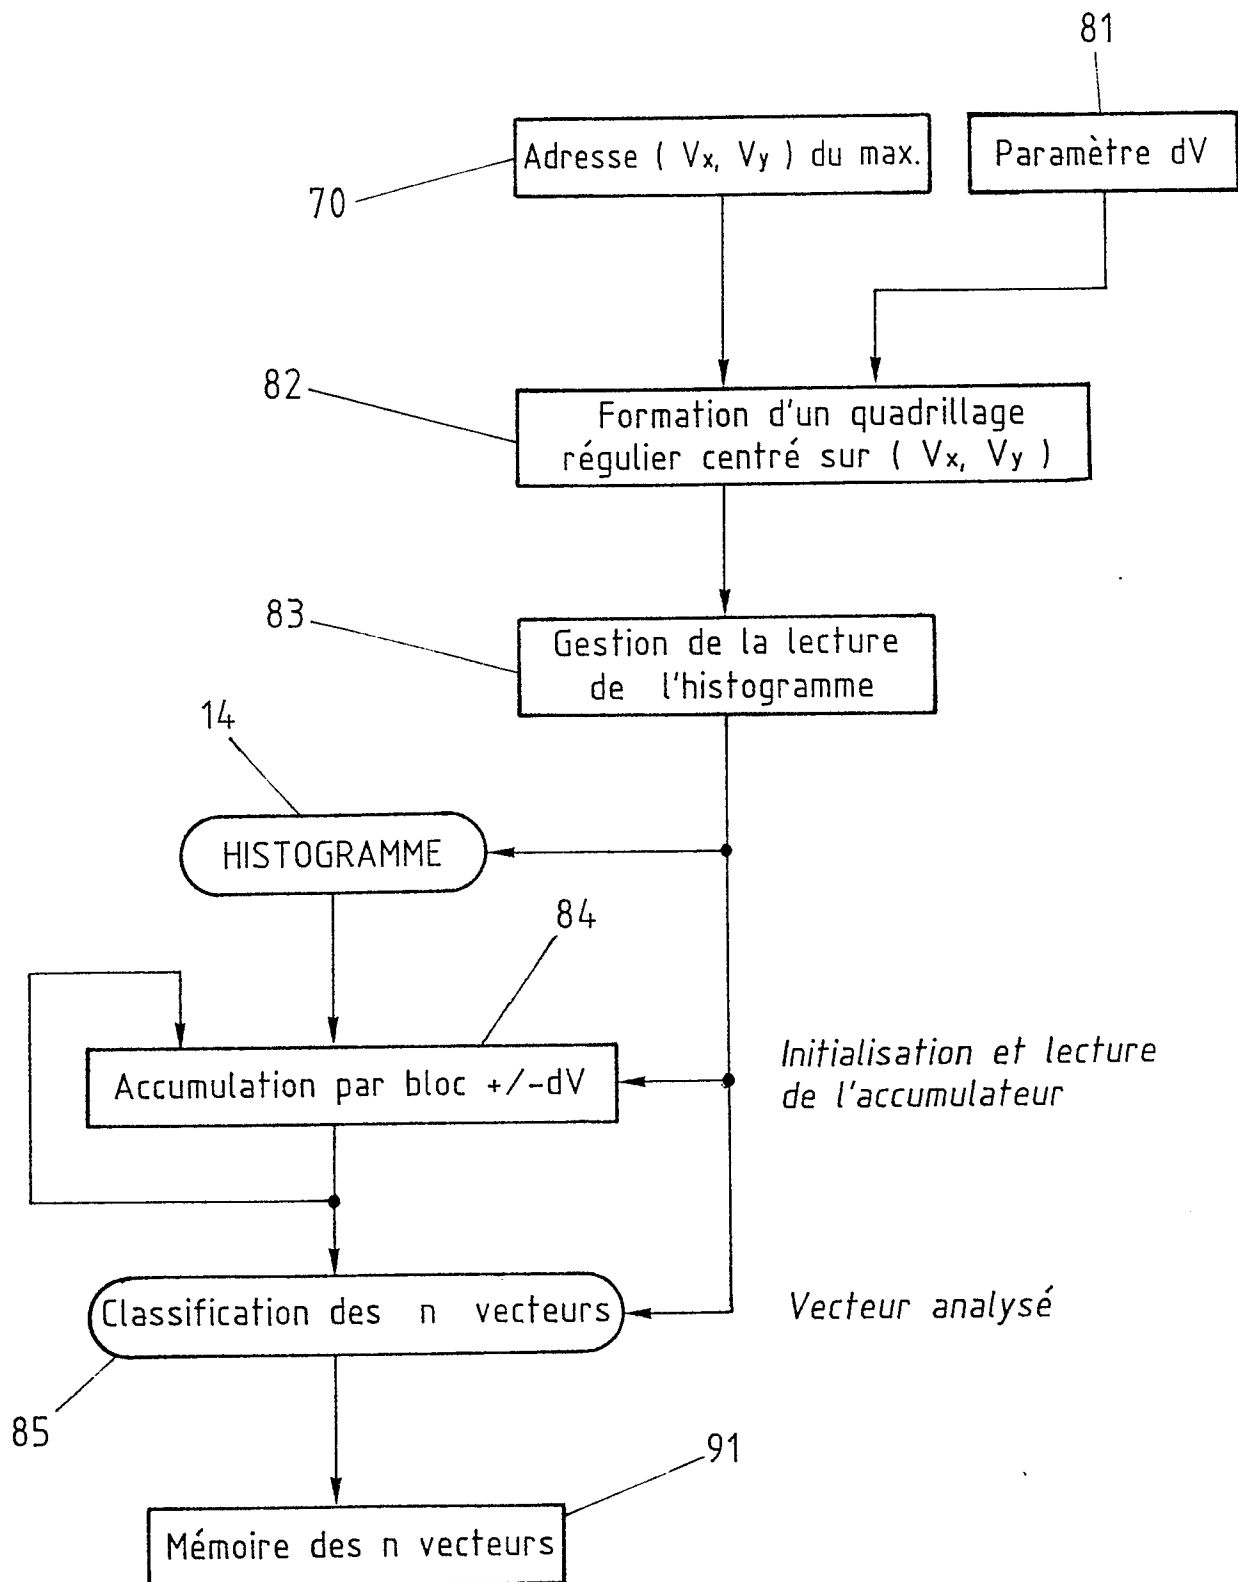 81
Adresse ( Vx, Vy ) du max.
Paramètre dV
70
82
Formation d'un quadrillage
régulier centré sur ( Vx, Vy )
83
Gestion de la lecture
de l'histogramme
14
HISTOGRAMME
84
Accumulation par bloc +/-dV
Initialisation et lecture
de l'accumulateur
Classification des n vecteurs
Vecteur analysé
85
91
Mémoire des n vecteurs